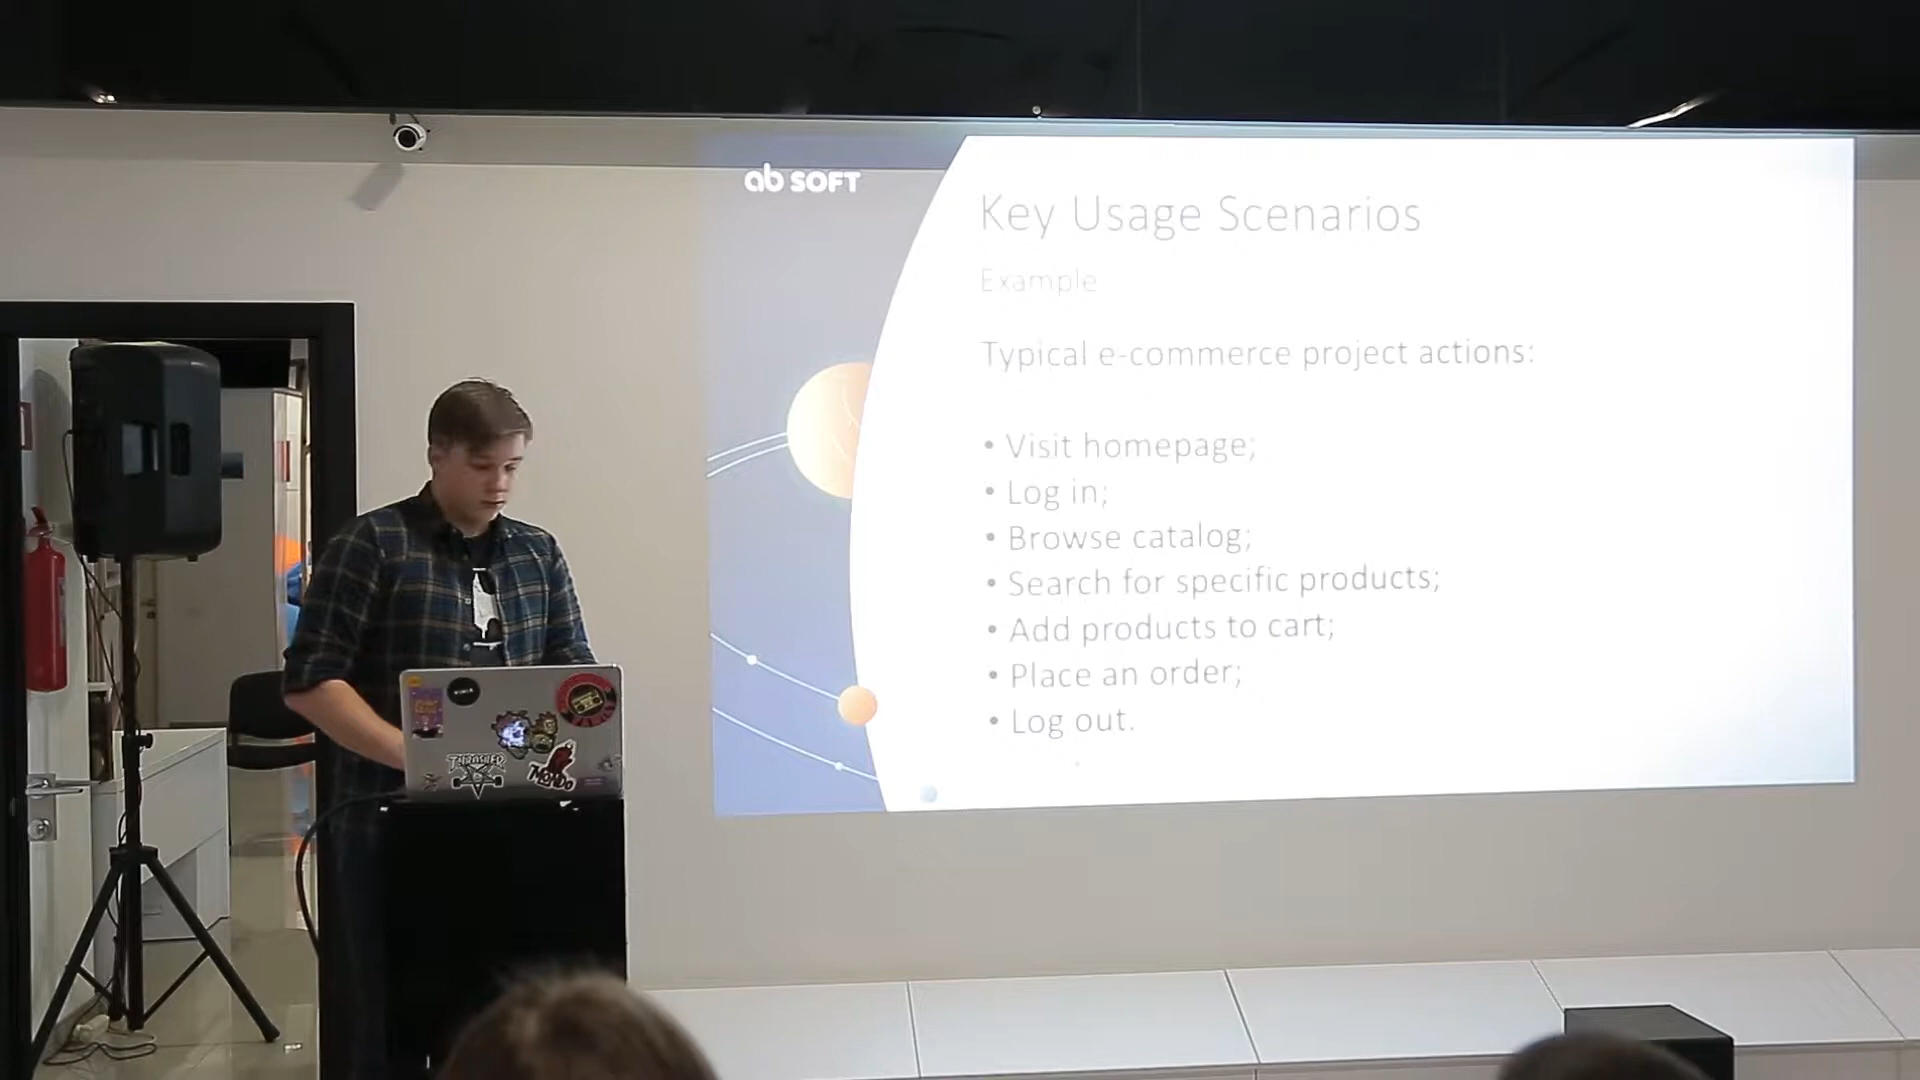 ab SOFT
Key Usage Scenarios
Example
Typical e-commerce project actions:
• Visit homepage;
• Log in;
• Browse catalog;
• Search for specific products;
• Add products to cart;
• Place an order;
• Log out.
THRASHER